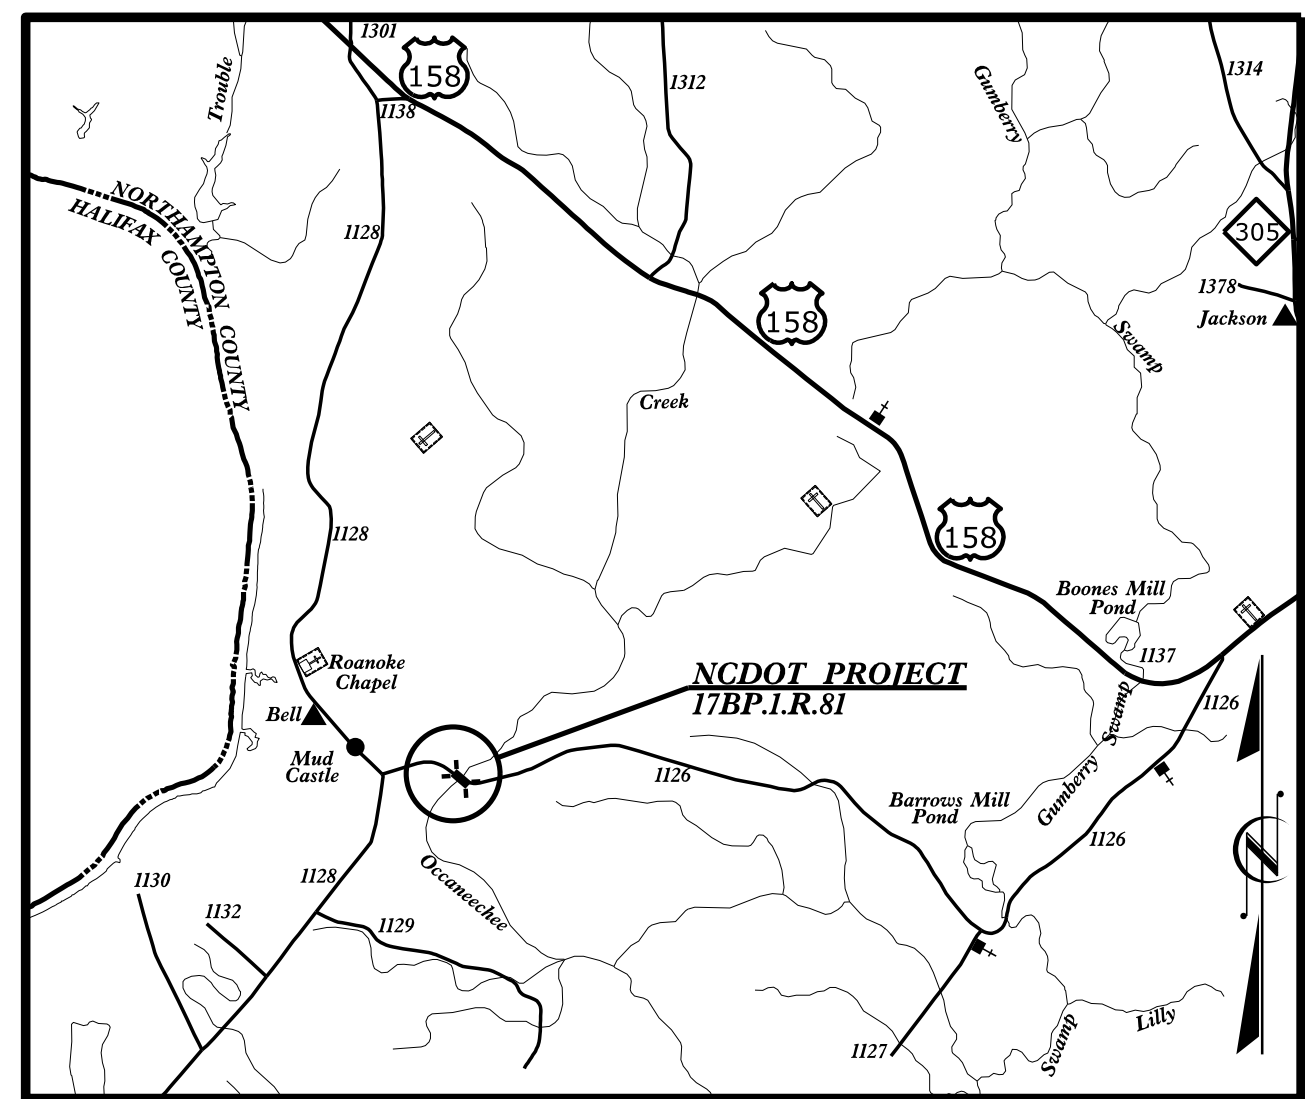 1301
158
Trouble
1312
Gumberry
1314
1138
NORTHAMPTON COUNTY
HALIFAX COUNTY
1128
305
1378
Jackson
158
Swamp
Creek
1128
158
Boones Mill
Pond
Roanoke
Chapel
1137
NCDOT PROJECT
17BP.1.R.81
Bell
Swamp
1126
Mud
Castle
1126
Gumberry
Barrows Mill
Pond
1126
1130
1128
Occaneechee
1132
1129
N
Lilly
Swamp
1127